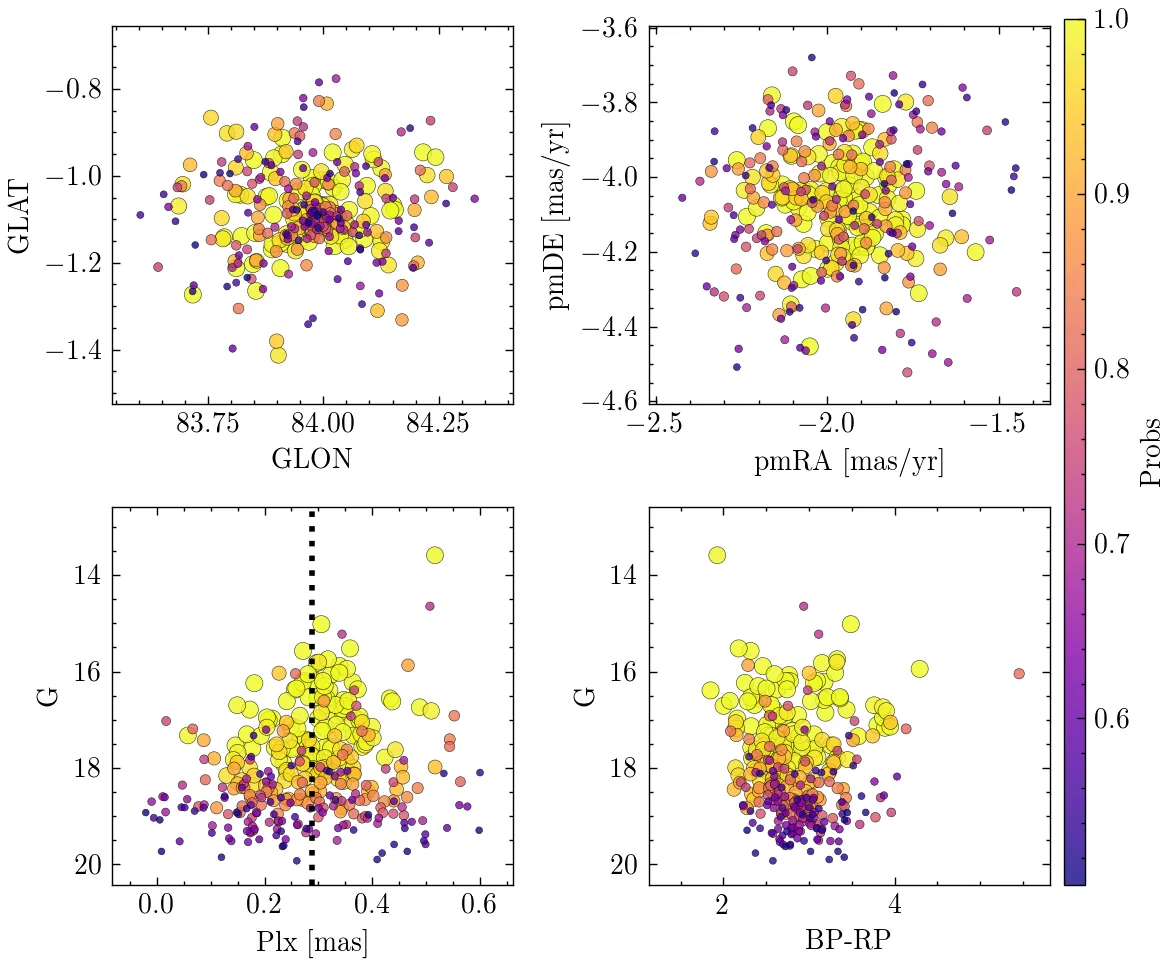 −0.8
−1.0
−1.2
−1.4
GLAT
83.75 84.00 84.25
GLON
−3.6
−3.8
−4.0
−4.2
−4.4
−4.6
pmDE [mas/yr]
−2.5 −2.0 −1.5
pmRA [mas/yr]
14
16
18
20
G
0.0 0.2 0.4 0.6
Plx [mas]
14
16
18
20
G
2 4
BP-RP
1.0
0.9
0.8
0.7
0.6
Probs